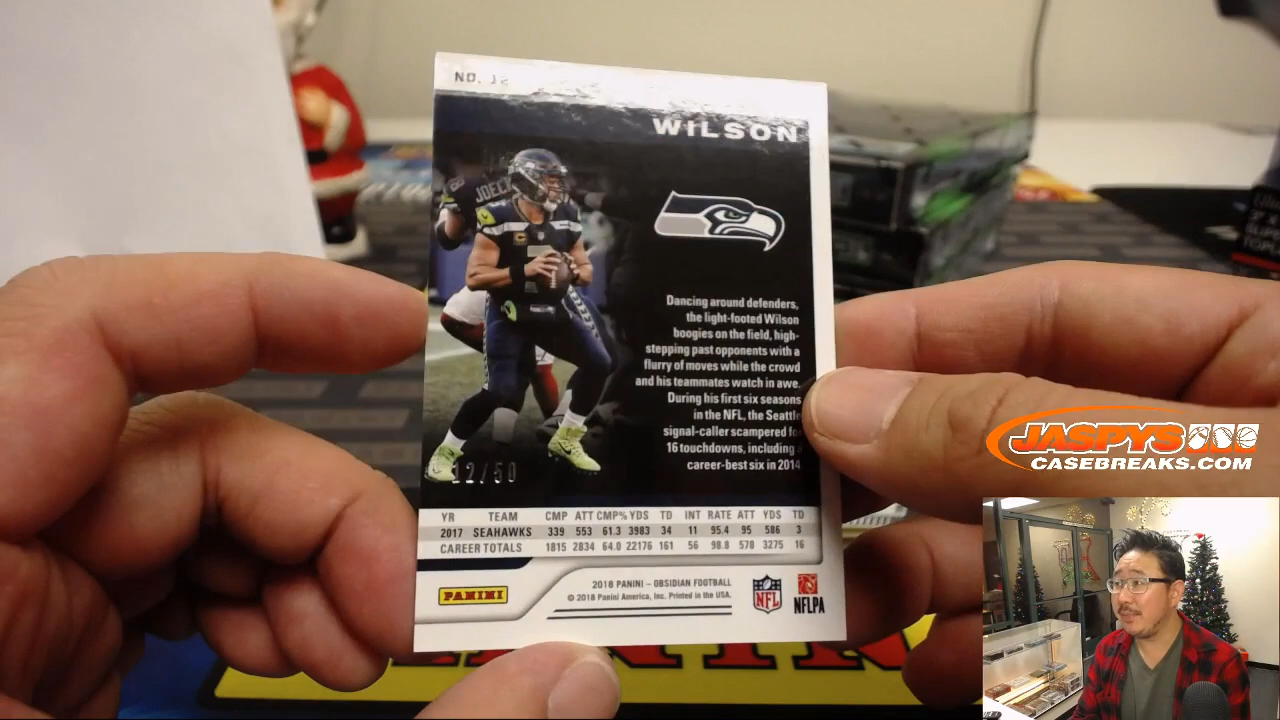 NO. 12
WILSON
JOECK
Dancing around defenders,
the light-footed Wilson
boogies on the field, high-
stepping past opponents with a
flurry of moves while the crowd
and his teammates watch in awe.
During his first six seasons
in the NFL, the Seattle
signal-caller scampered for
16 touchdowns, including a
career-best six in 2014
12/50
YR TEAM CMP ATT CMP% YDS TD INT RATE ATT YDS TD
2017 SEAHAWKS 339 553 61.3 3983 34 11 95.4 95 586 3
CAREER TOTALS 1815 2834 64.0 22176 161 56 98.8 578 3275 16
PANINI
2018 PANINI – OBSIDIAN FOOTBALL
© 2018 Panini America, Inc. Printed in the USA.
NFL
NFLPA
JASPYS
CASEBREAKS.COM
PANINI